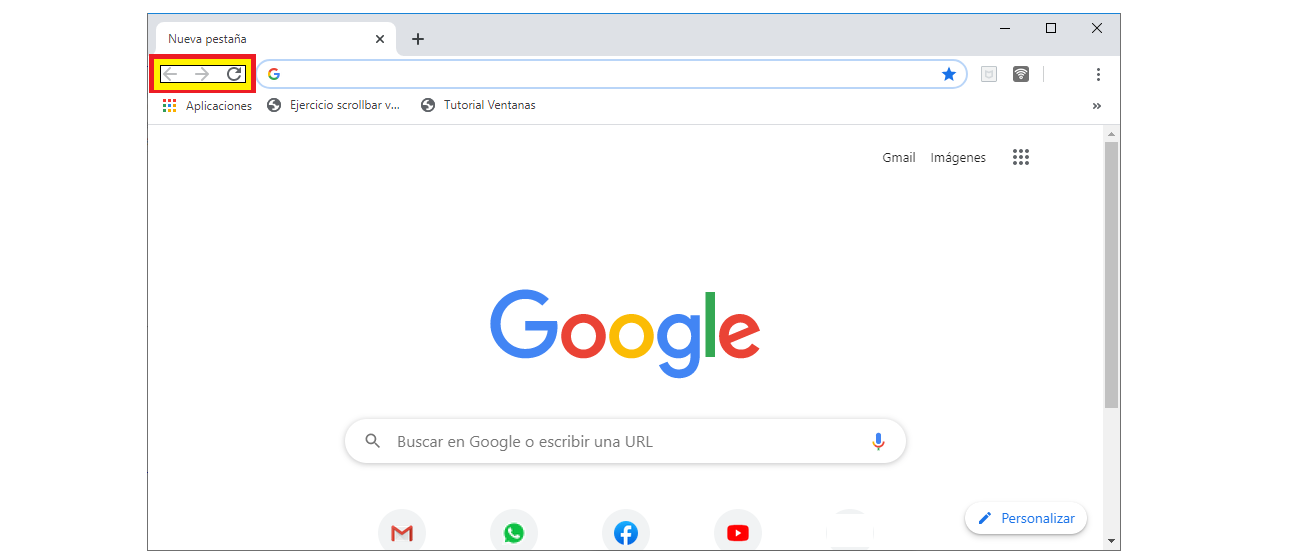 Nueva pestaña
Aplicaciones
Ejercicio scrollbar v...
Tutorial Ventanas
»
Gmail
Imágenes
Google
Buscar en Google o escribir una URL
Personalizar